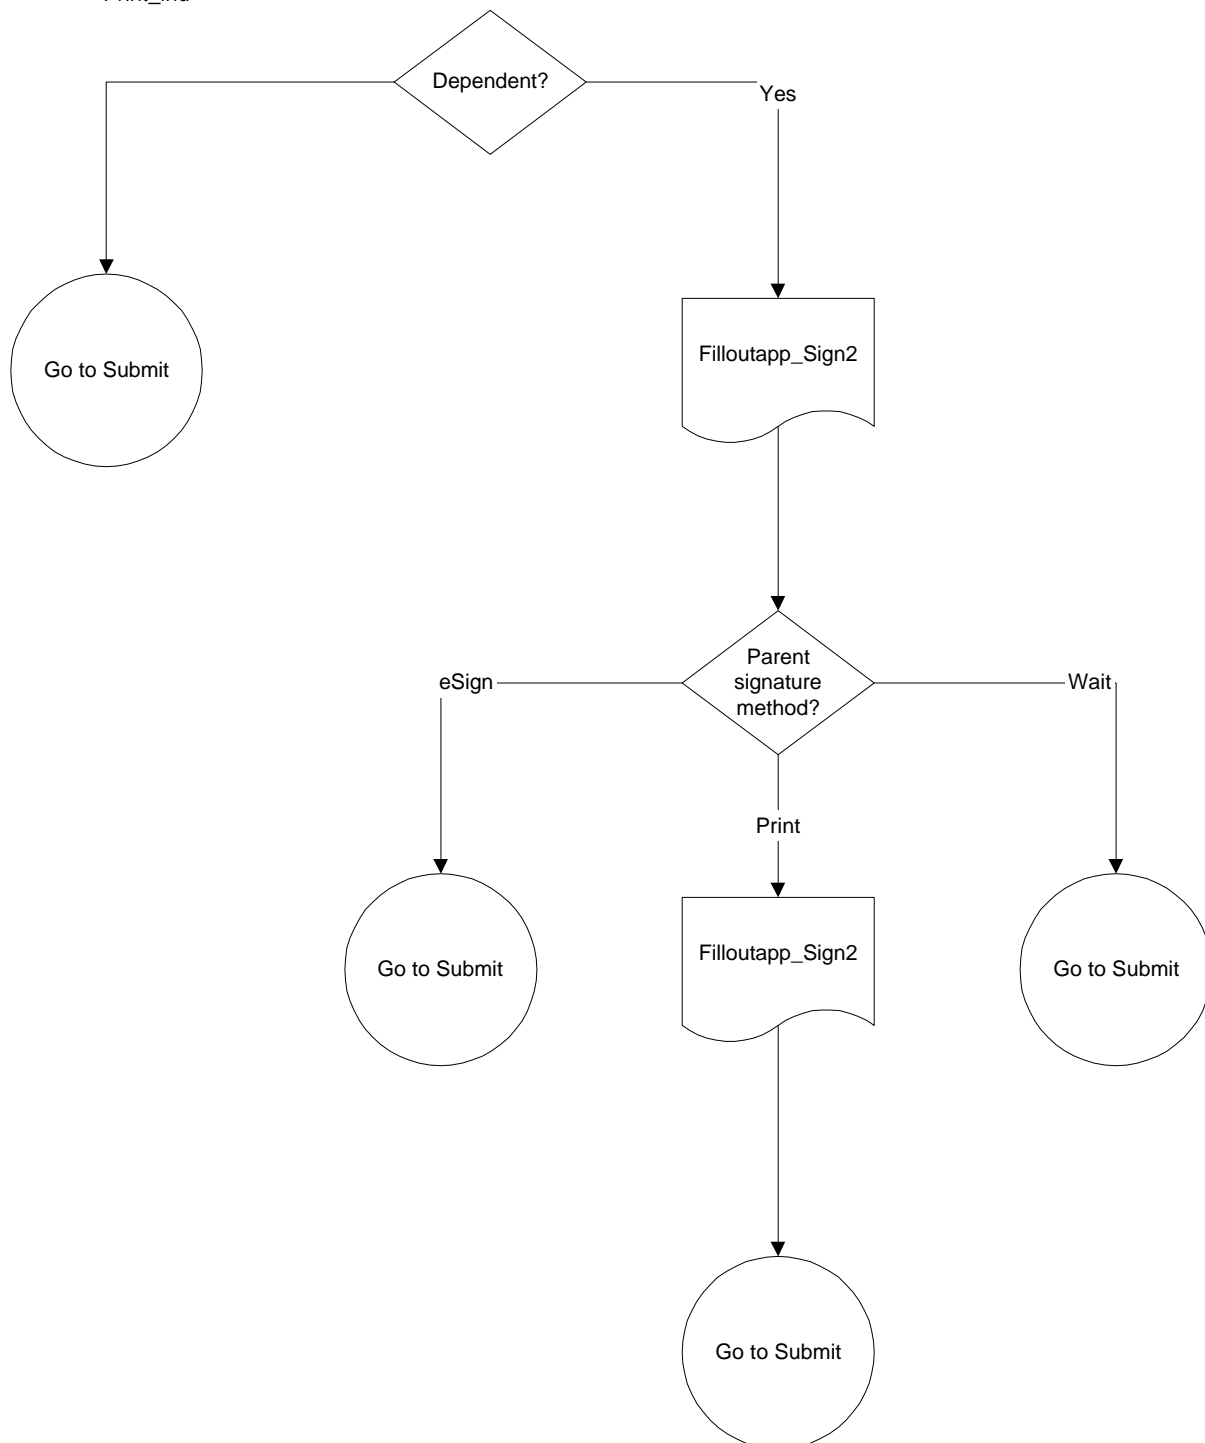 Dependent?
Yes
Go to Submit
Filloutapp_Sign2
Parent
signature
method?
eSign
Wait
Print
Go to Submit
Filloutapp_Sign2
Go to Submit
Go to Submit